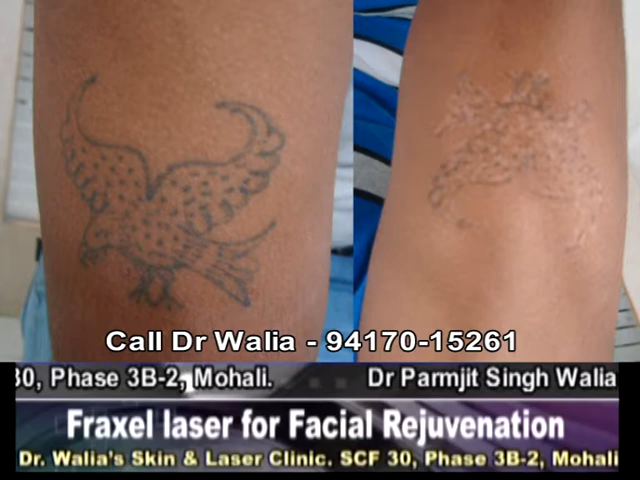 Call Dr Walia - 94170-15261
30, Phase 3B-2, Mohali. Dr Parmjit Singh Walia
Fraxel laser for Facial Rejuvenation
Dr. Walia's Skin & Laser Clinic. SCF 30, Phase 3B-2, Mohali